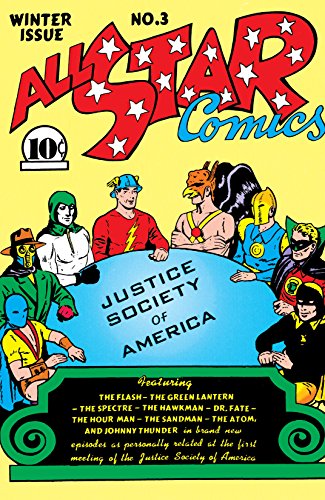 WINTER ISSUE NO.3
ALL STAR
Comics
10¢
JUSTICE
SOCIETY
of
AMERICA
Featuring
THE FLASH – THE GREEN LANTERN
– THE SPECTRE – THE HAWKMAN – DR. FATE –
THE HOUR MAN – THE SANDMAN – THE ATOM,
AND JOHNNY THUNDER in brand new
episodes as personally related at the first
meeting of the Justice Society of America